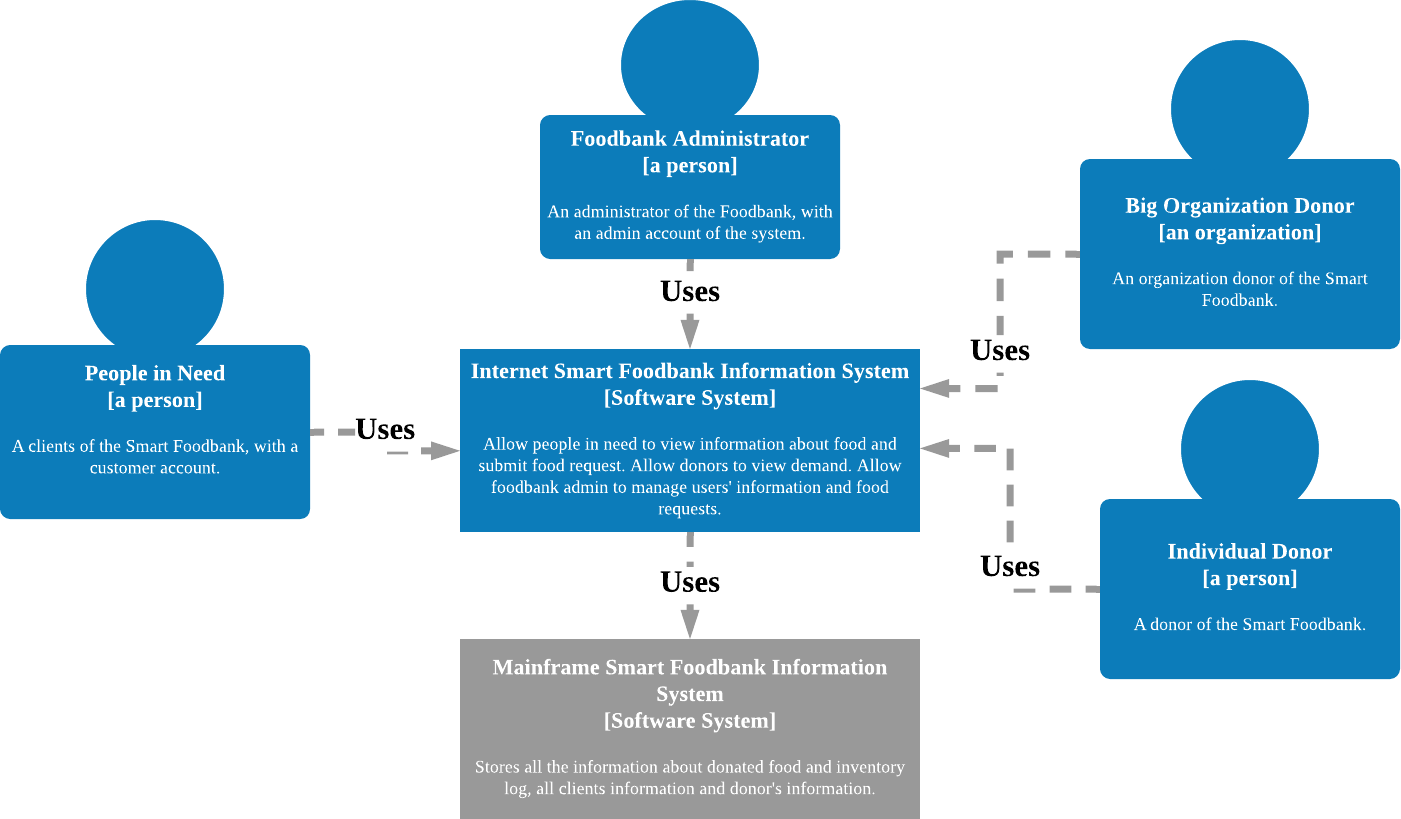 Foodbank Administrator
[a person]
An administrator of the Foodbank, with
an admin account of the system.
Uses
Big Organization Donor
[an organization]
An organization donor of the Smart
Foodbank.
Uses
People in Need
[a person]
A clients of the Smart Foodbank, with a
customer account.
Uses
Internet Smart Foodbank Information System
[Software System]
Allow people in need to view information about food and
submit food request. Allow donors to view demand. Allow
foodbank admin to manage users' information and food
requests.
Uses
Individual Donor
[a person]
A donor of the Smart Foodbank.
Uses
Mainframe Smart Foodbank Information
System
[Software System]
Stores all the information about donated food and inventory
log, all clients information and donor's information.